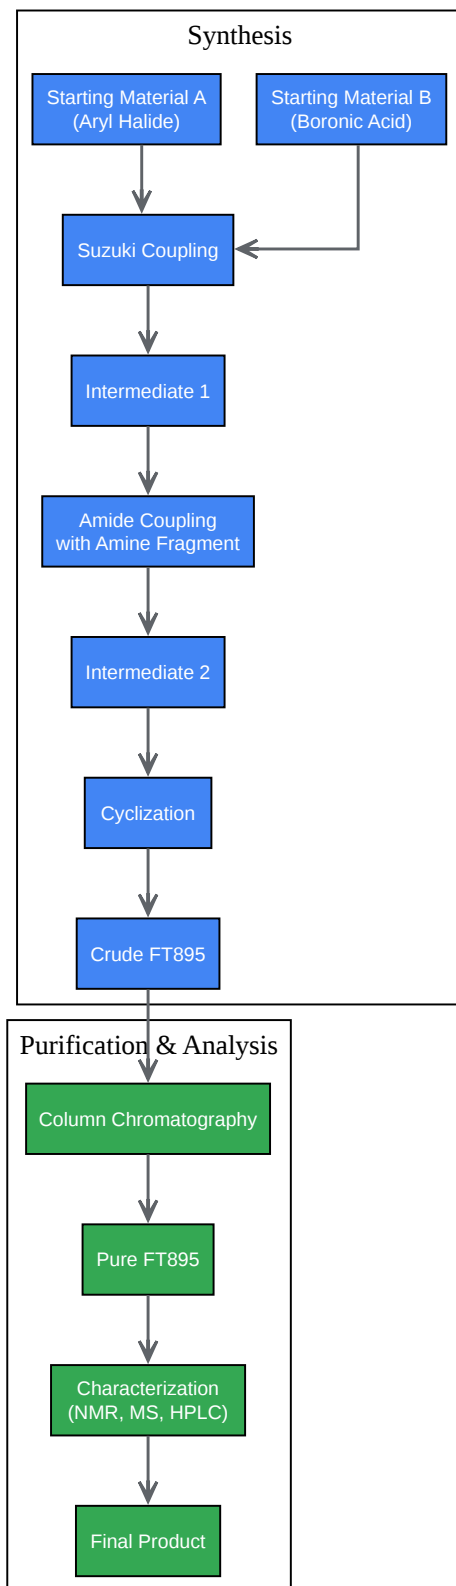 Synthesis
Starting Material A
(Aryl Halide)
Starting Material B
(Boronic Acid)
Suzuki Coupling
Intermediate 1
Amide Coupling
with Amine Fragment
Intermediate 2
Cyclization
Crude FT895
Purification & Analysis
Column Chromatography
Pure FT895
Characterization
(NMR, MS, HPLC)
Final Product